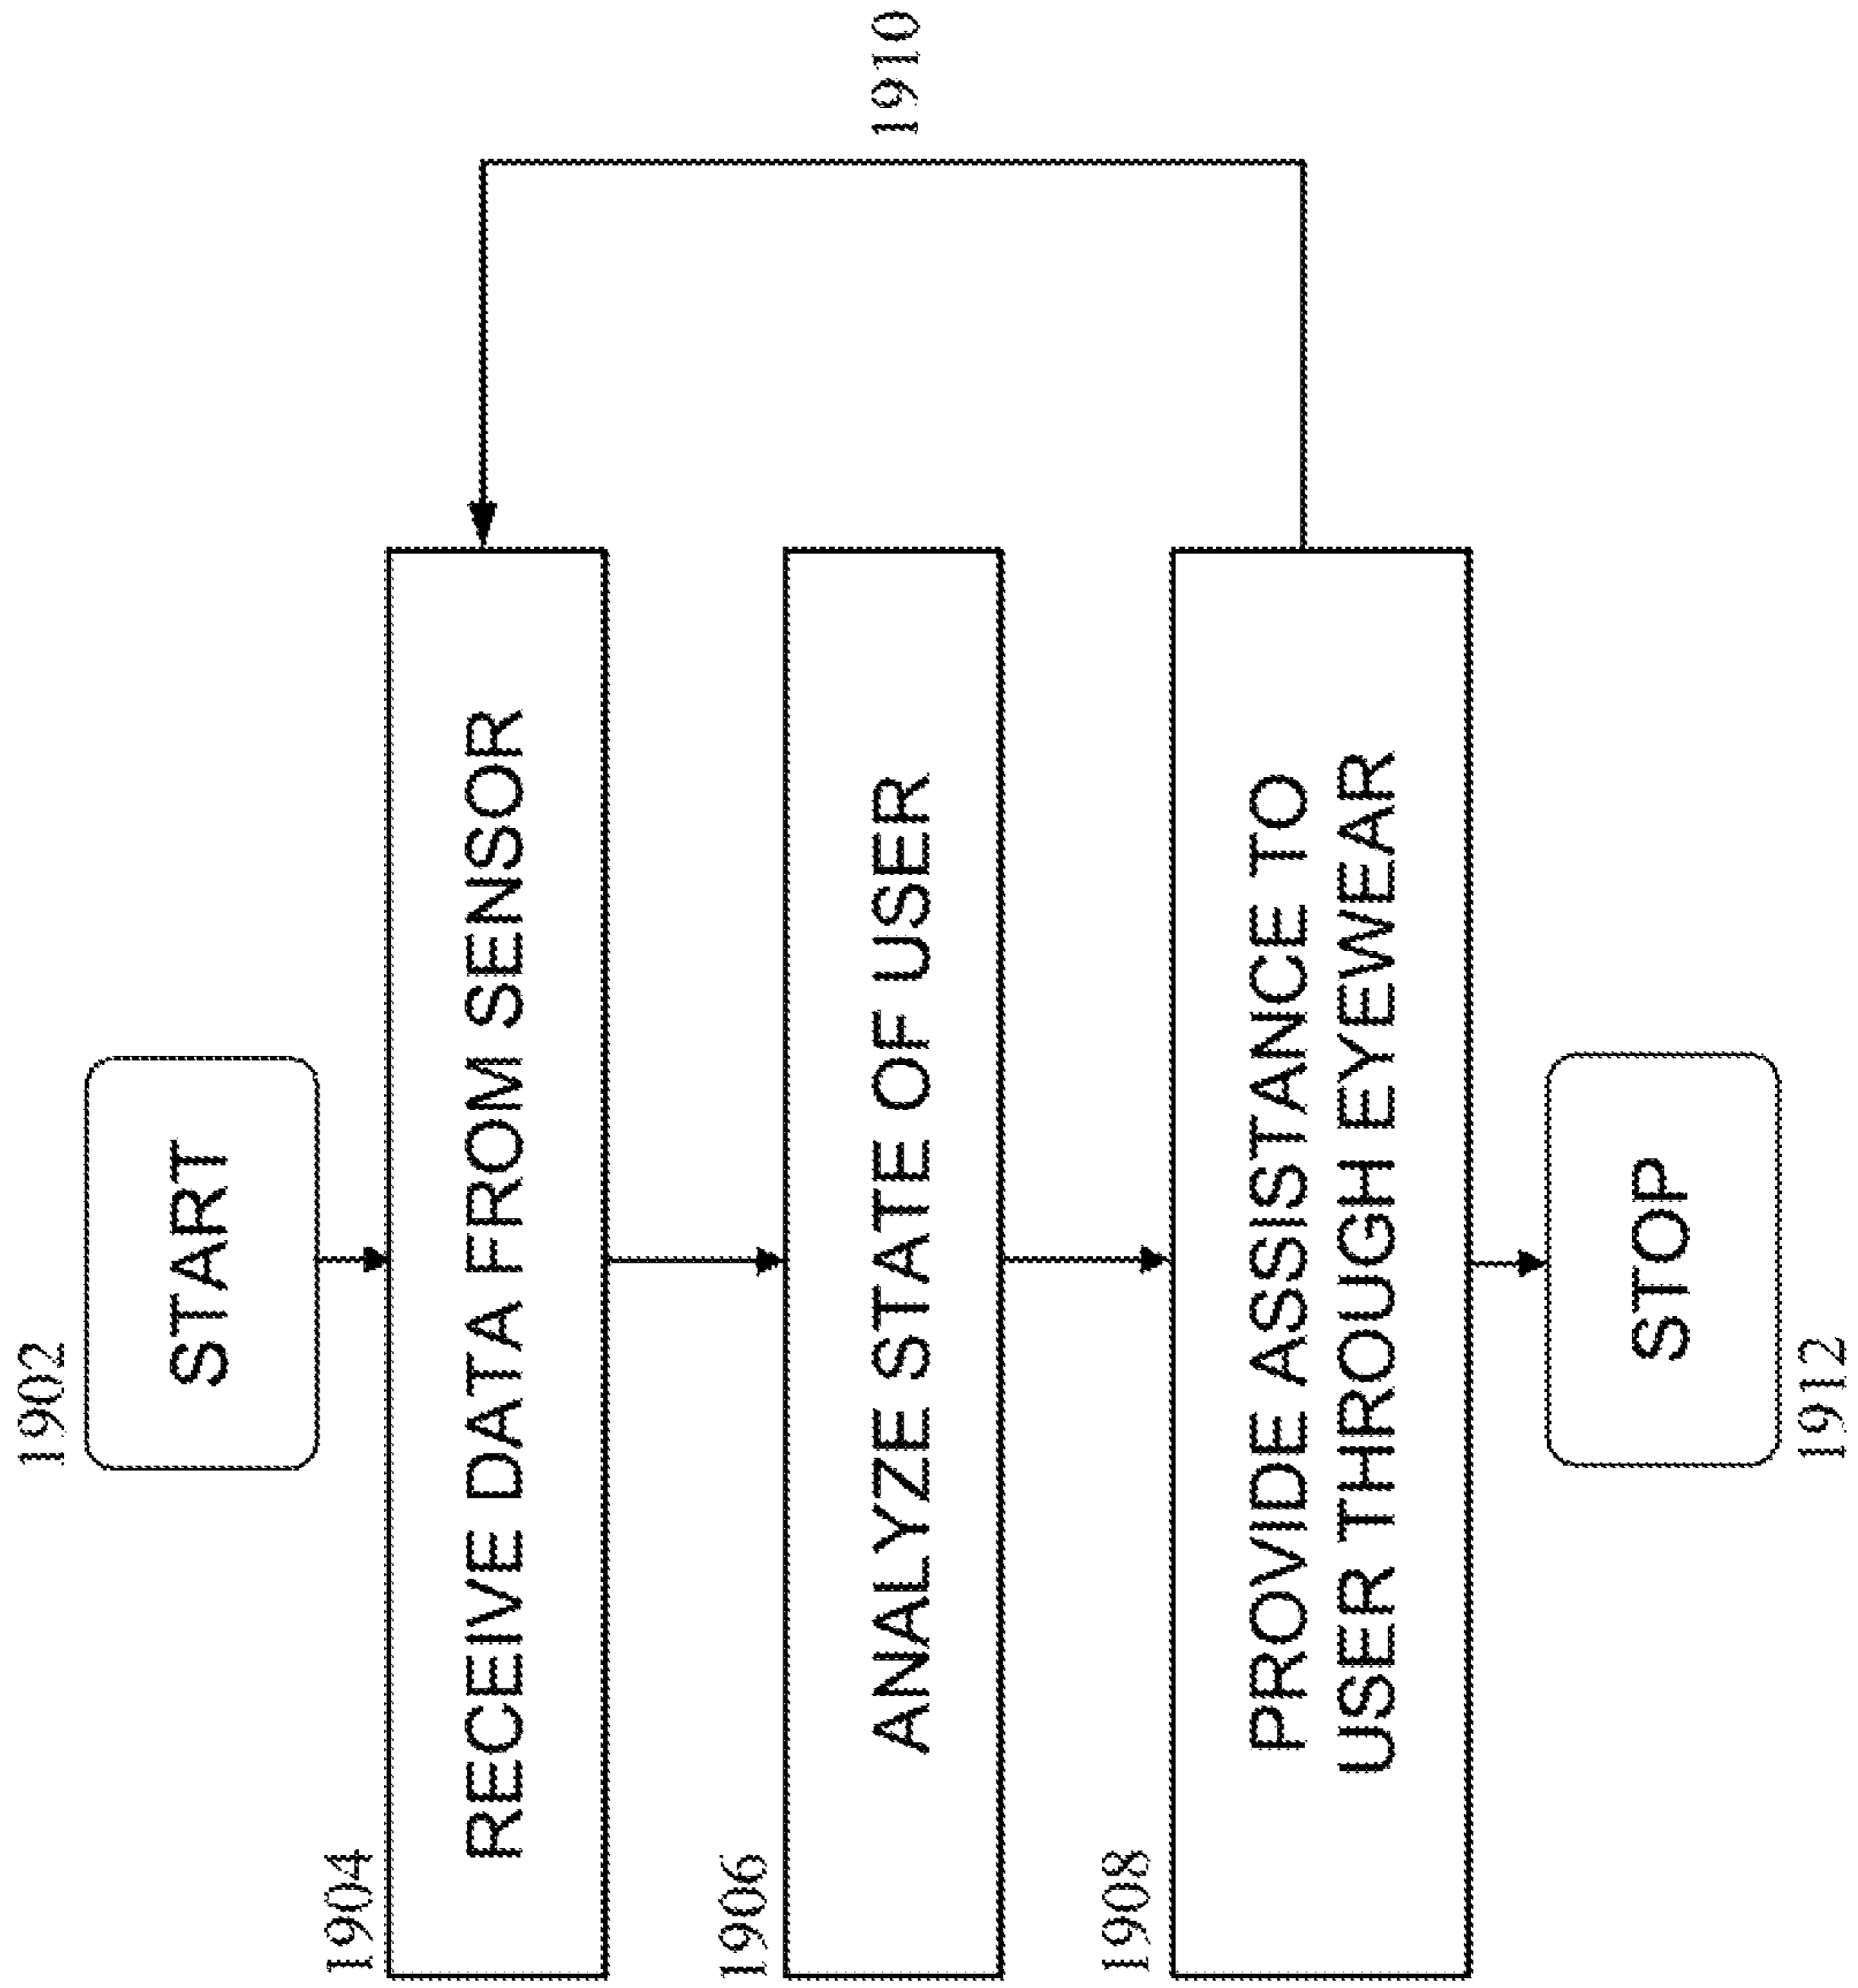 1902
START
1904
RECEIVE DATA FROM SENSOR
1910
1906
ANALYZE STATE OF USER
1908
PROVIDE ASSISTANCE TO
USER THROUGH EYEWEAR
STOP
1912